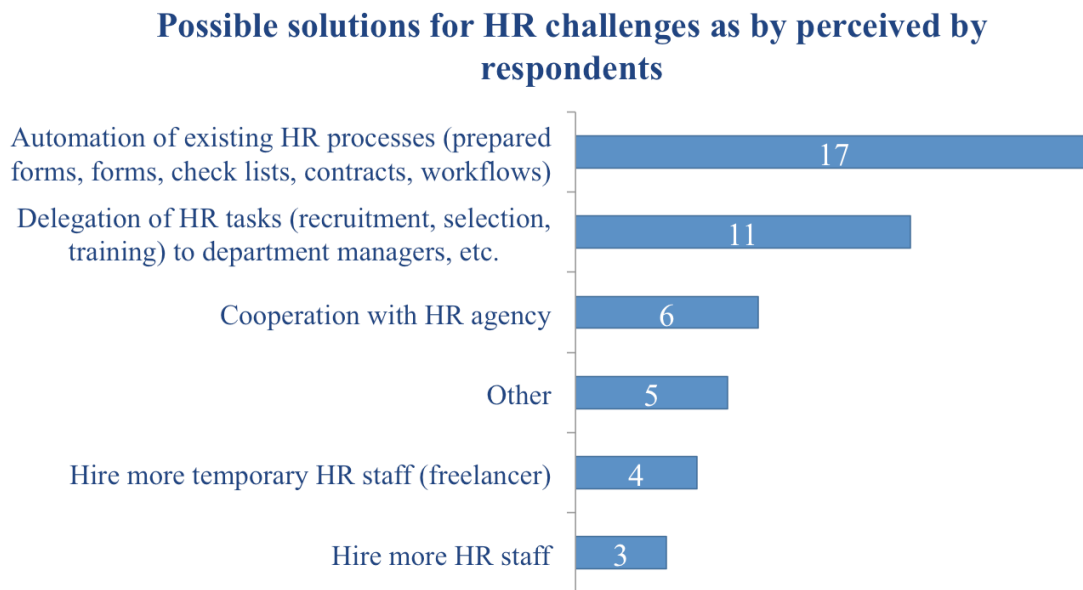 Possible solutions for HR challenges as by perceived by
respondents
Automation of existing HR processes (prepared
forms, forms, check lists, contracts, workflows)
17
Delegation of HR tasks (recruitment, selection,
training) to department managers, etc.
11
Cooperation with HR agency
6
Other
5
Hire more temporary HR staff (freelancer)
4
Hire more HR staff
3